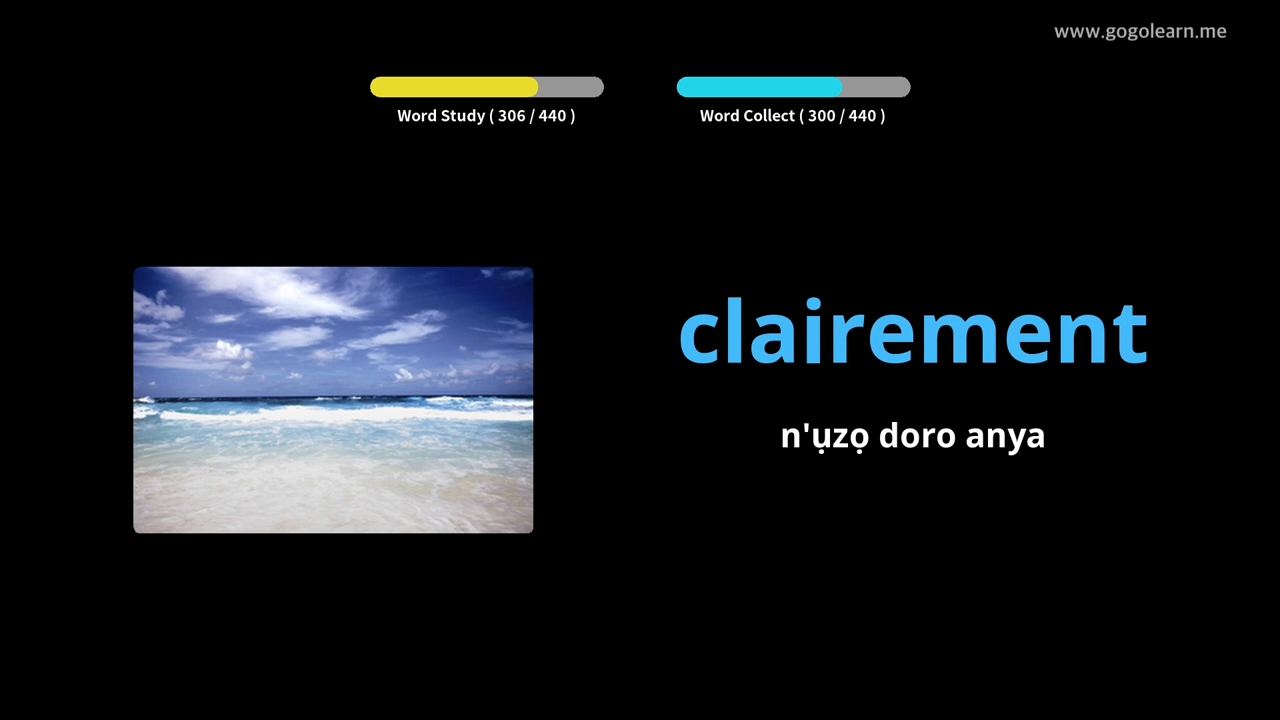 www.gogolearn.me
Word Study ( 306 / 440 )
Word Collect ( 300 / 440 )
clairement
n'ụzọ doro anya